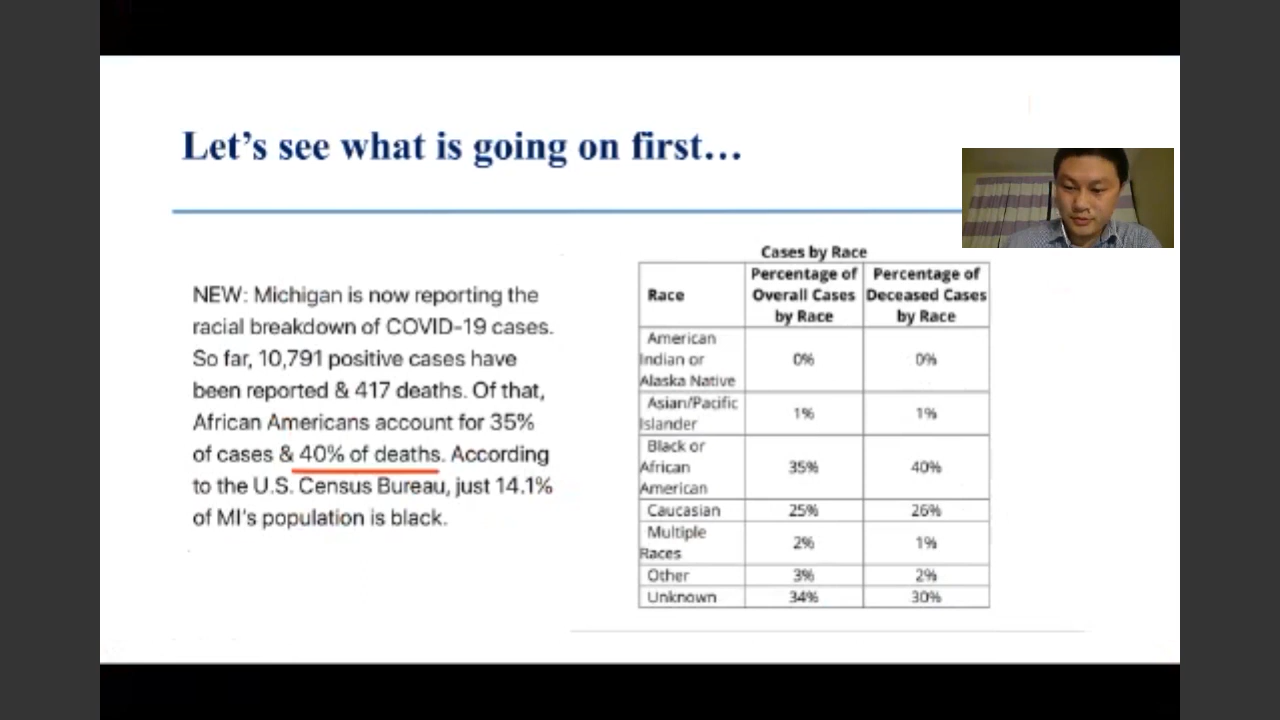 Let's see what is going on first...
NEW: Michigan is now reporting the
racial breakdown of COVID-19 cases.
So far, 10,791 positive cases have
been reported & 417 deaths. Of that,
African Americans account for 35%
of cases & 40% of deaths. According
to the U.S. Census Bureau, just 14.1%
of MI's population is black.
Cases by Race
Race
Percentage of
Overall Cases
by Race
Percentage of
Deceased Cases
by Race
American
Indian or
Alaska Native
0%
0%
Asian/Pacific
Islander
1%
1%
Black or
African
American
35%
40%
Caucasian
25%
26%
Multiple
Races
2%
1%
Other
3%
2%
Unknown
34%
30%